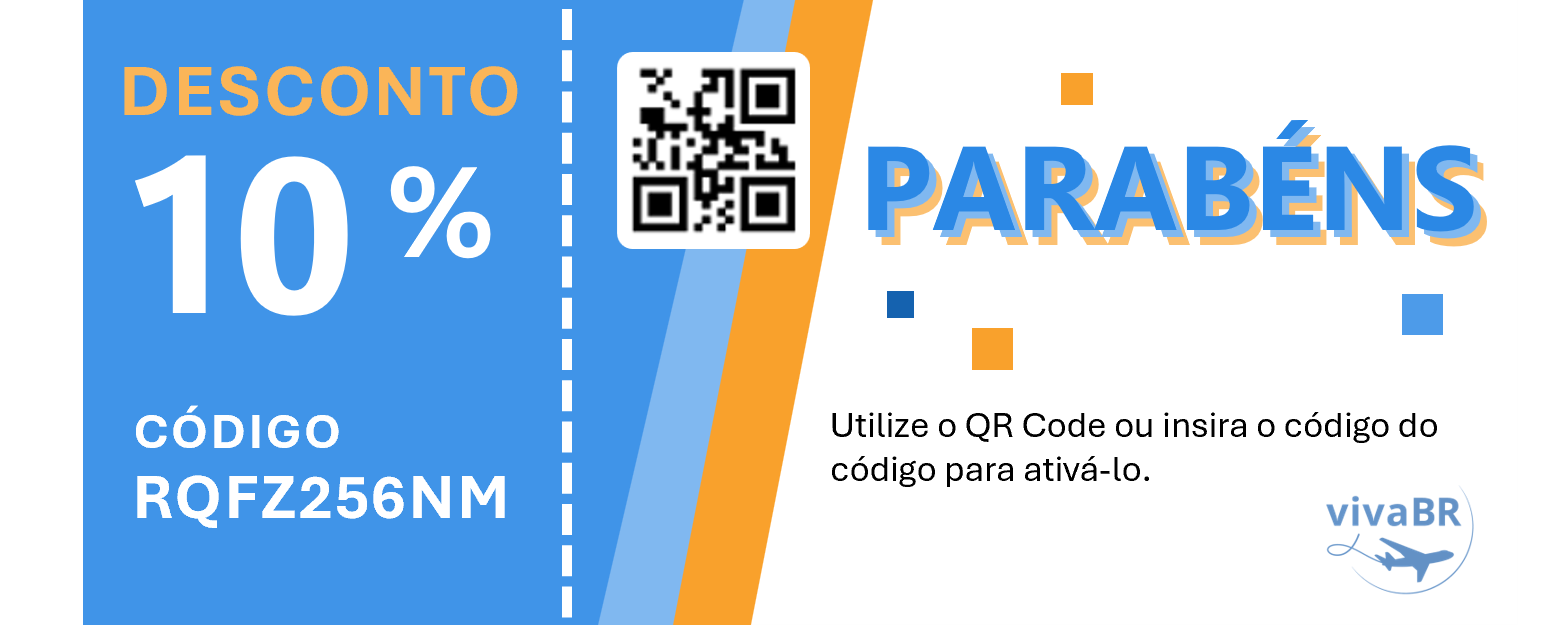 DESCONTO
10 %
CÓDIGO
RQFZ256NM
PARABÉNS
Utilize o QR Code ou insira o código do
código para ativá-lo.
vivaBR